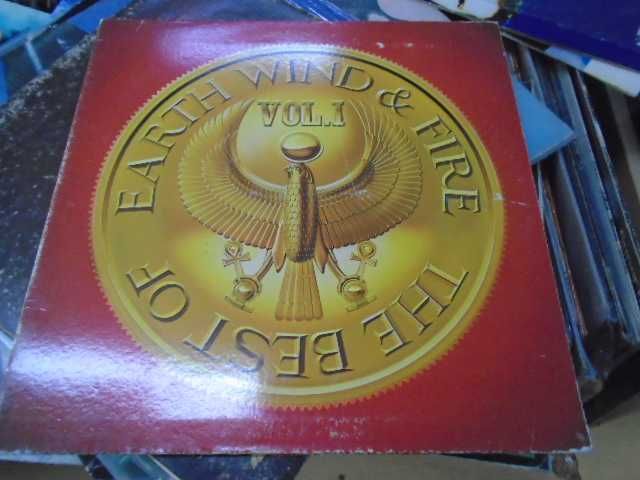 EARTH WIND & FIRE
VOL.I
THE BEST OF